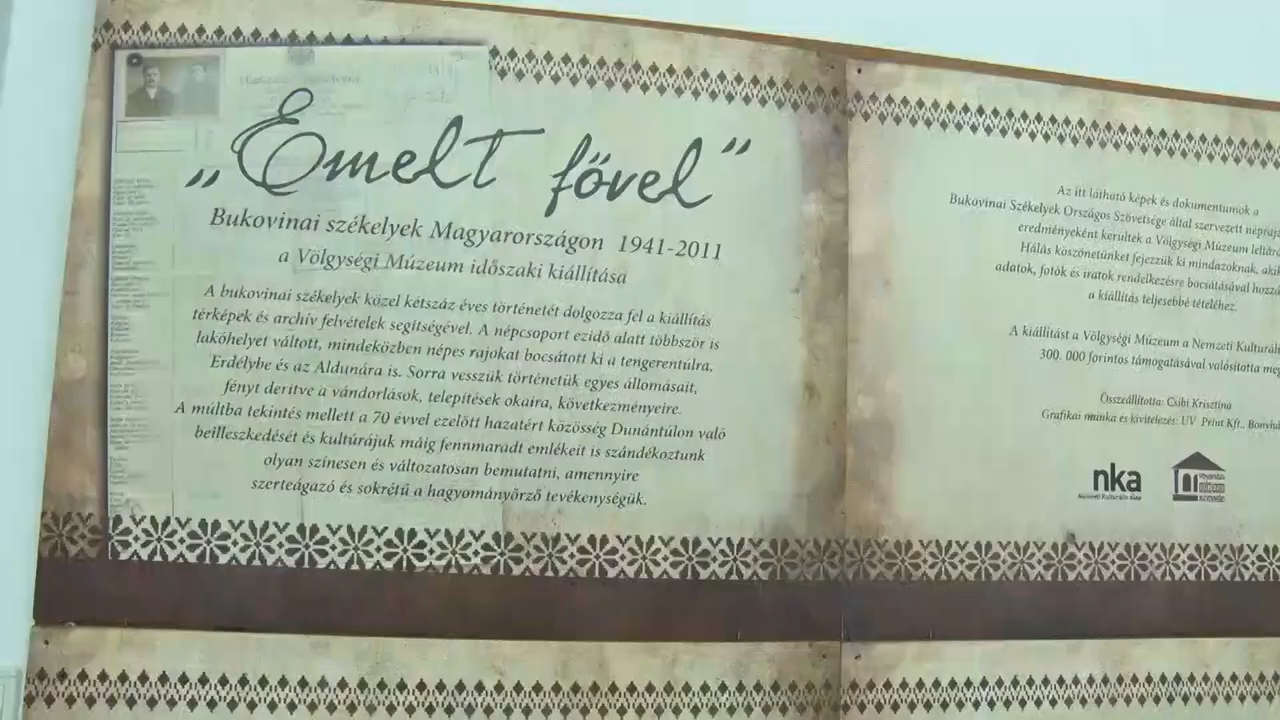 „Emelt fővel”
Bukovinai székelyek Magyarországon 1941-2011
a Völgységi Múzeum időszaki kiállítása
A bukovinai székelyek közel kétszáz éves történetét dolgozza fel a kiállítás
térképek és archív felvételek segítségével. A népcsoport ezidő alatt többször is
lakóhelyet váltott, mindeközben népes rajokat bocsátott ki a tengerentúlra,
Erdélybe és az Aldunára is. Sorra vesszük történetük egyes állomásait,
fényt derítve a vándorlások, telepítések okaira, következményeire.
A múltba tekintés mellett a 70 évvel ezelőtt hazatért közösség Dunántúlon való
beilleszkedését és kultúrájuk máig fennmaradt emlékeit is szándékoztunk
olyan színesen és változatosan bemutatni, amennyire
szerteágazó és sokrétű a hagyományőrző tevékenységük.
Az itt látható képek és dokumentumok a
Bukovinai Székelyek Országos Szövetsége által szervezett
eredményeként kerültek a Völgységi Múzeum
Hálás köszönetünket fejezzük ki mindazoknak,
adatok, fotók és iratok rendelkezésre bocsátásával
a kiállítás teljesebbé tételéhez.
A kiállítást a Völgységi Múzeum a Nemzeti
300. 000 forintos támogatásával valósította
Összeállította: Csibi Krisztina
Grafikai munka és kivitelezés: UV Print Kft.,
nka
Nemzeti Kulturális Alap